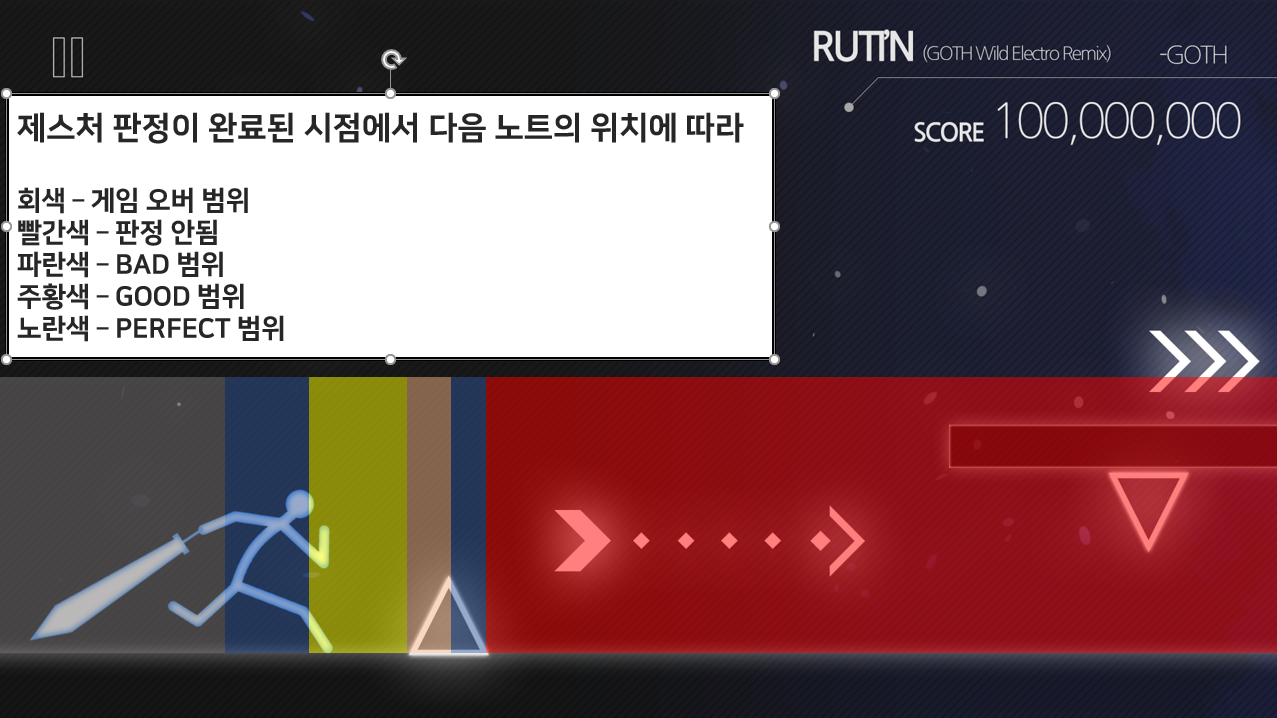 RUTI'N (GOTH Wild Electro Remix) -GOTH
SCORE 100,000,000
제스처 판정이 완료된 시점에서 다음 노트의 위치에 따라
회색 – 게임 오버 범위
빨간색 – 판정 안됨
파란색 – BAD 범위
주황색 – GOOD 범위
노란색 – PERFECT 범위